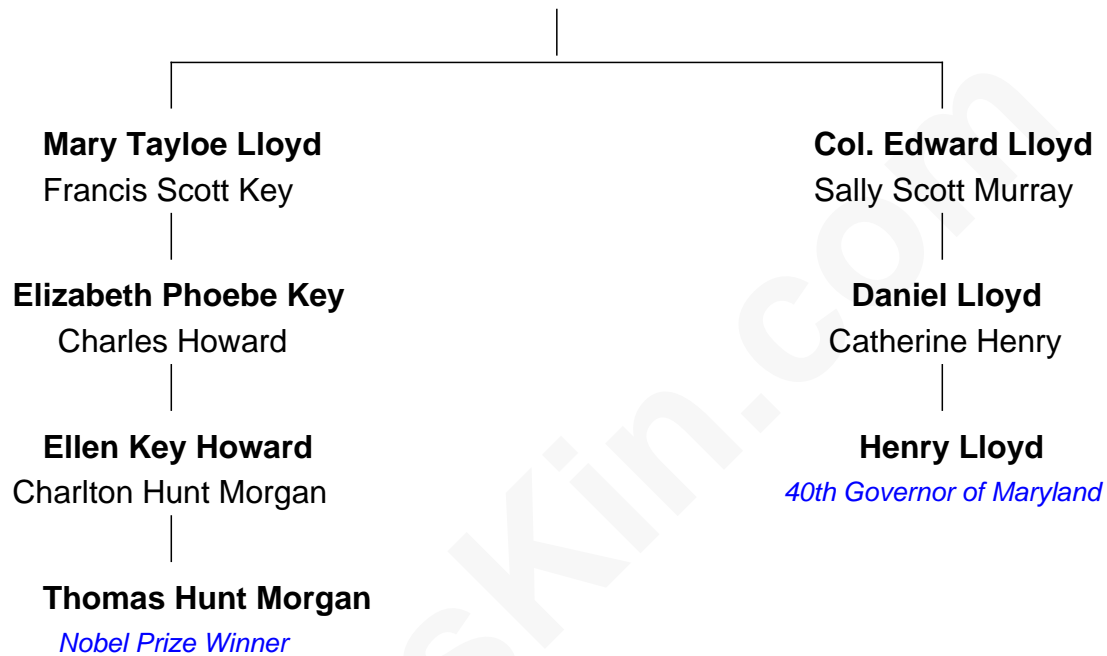 Mary Tayloe Lloyd
Francis Scott Key
Elizabeth Phoebe Key
Charles Howard
Ellen Key Howard
Charlton Hunt Morgan
Thomas Hunt Morgan
Nobel Prize Winner
Col. Edward Lloyd
Sally Scott Murray
Daniel Lloyd
Catherine Henry
Henry Lloyd
40th Governor of Maryland
sKin.com